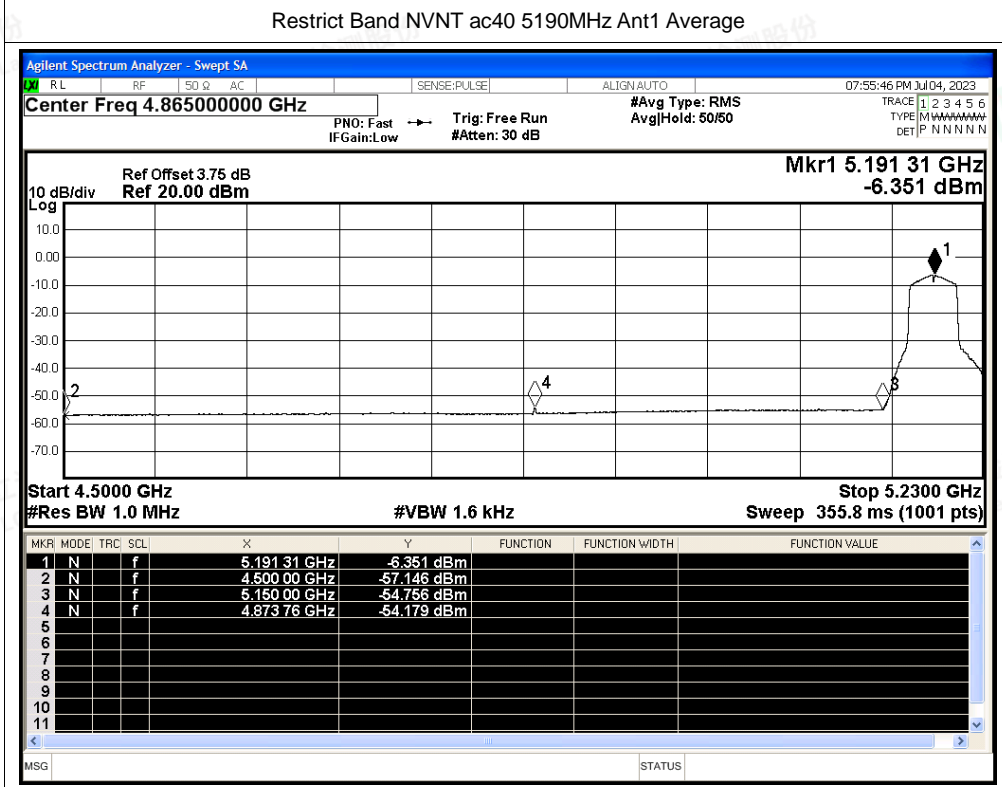 Restrict Band NVNT ac40 5190MHz Ant1 Average
Agilent Spectrum Analyzer - Swept SA
LXI RL RF 50 Ω AC SENSE:PULSE ALIGN AUTO 07:55:46 PM Jul 04, 2023
Center Freq 4.865000000 GHz
PNO: Fast
IFGain:Low
Trig: Free Run
#Atten: 30 dB
#Avg Type: RMS
Avg|Hold: 50/50
TRACE 1 2 3 4 5 6
TYPE M WWWWW
DET P N N N N N
Mkr1 5.191 31 GHz
-6.351 dBm
Ref Offset 3.75 dB
10 dB/div Ref 20.00 dBm
Log
10.0
0.00
-10.0
-20.0
-30.0
-40.0
-50.0
-60.0
-70.0
1
2
4
3
Start 4.5000 GHz Stop 5.2300 GHz
#Res BW 1.0 MHz #VBW 1.6 kHz Sweep 355.8 ms (1001 pts)
MKR MODE TRC SCL X Y FUNCTION FUNCTION WIDTH FUNCTION VALUE
1 N f 5.191 31 GHz -6.351 dBm
2 N f 4.500 00 GHz -57.146 dBm
3 N f 5.150 00 GHz -54.756 dBm
4 N f 4.873 76 GHz -54.179 dBm
5
6
7
8
9
10
11
MSG STATUS